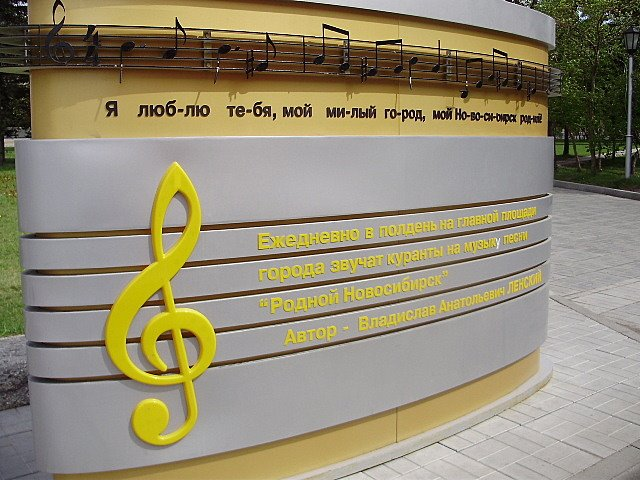 Я люб-лю те-бя, мой ми-лый го-род, мой Но-во-си-бирск род-ной!
Ежедневно в полдень на главной площади
города звучат куранты на музыку песни
"Родной Новосибирск"
Автор - Владислав Анатольевич ЛЕНСКИЙ